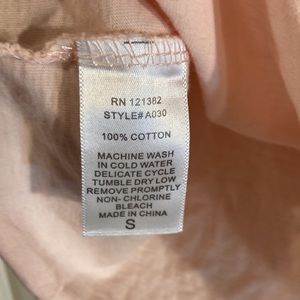 RN 121382
STYLE# A030
100% COTTON
MACHINE WASH
IN COLD WATER
DELICATE CYCLE
TUMBLE DRY LOW
REMOVE PROMPTLY
NON- CHLORINE
BLEACH
MADE IN CHINA
S